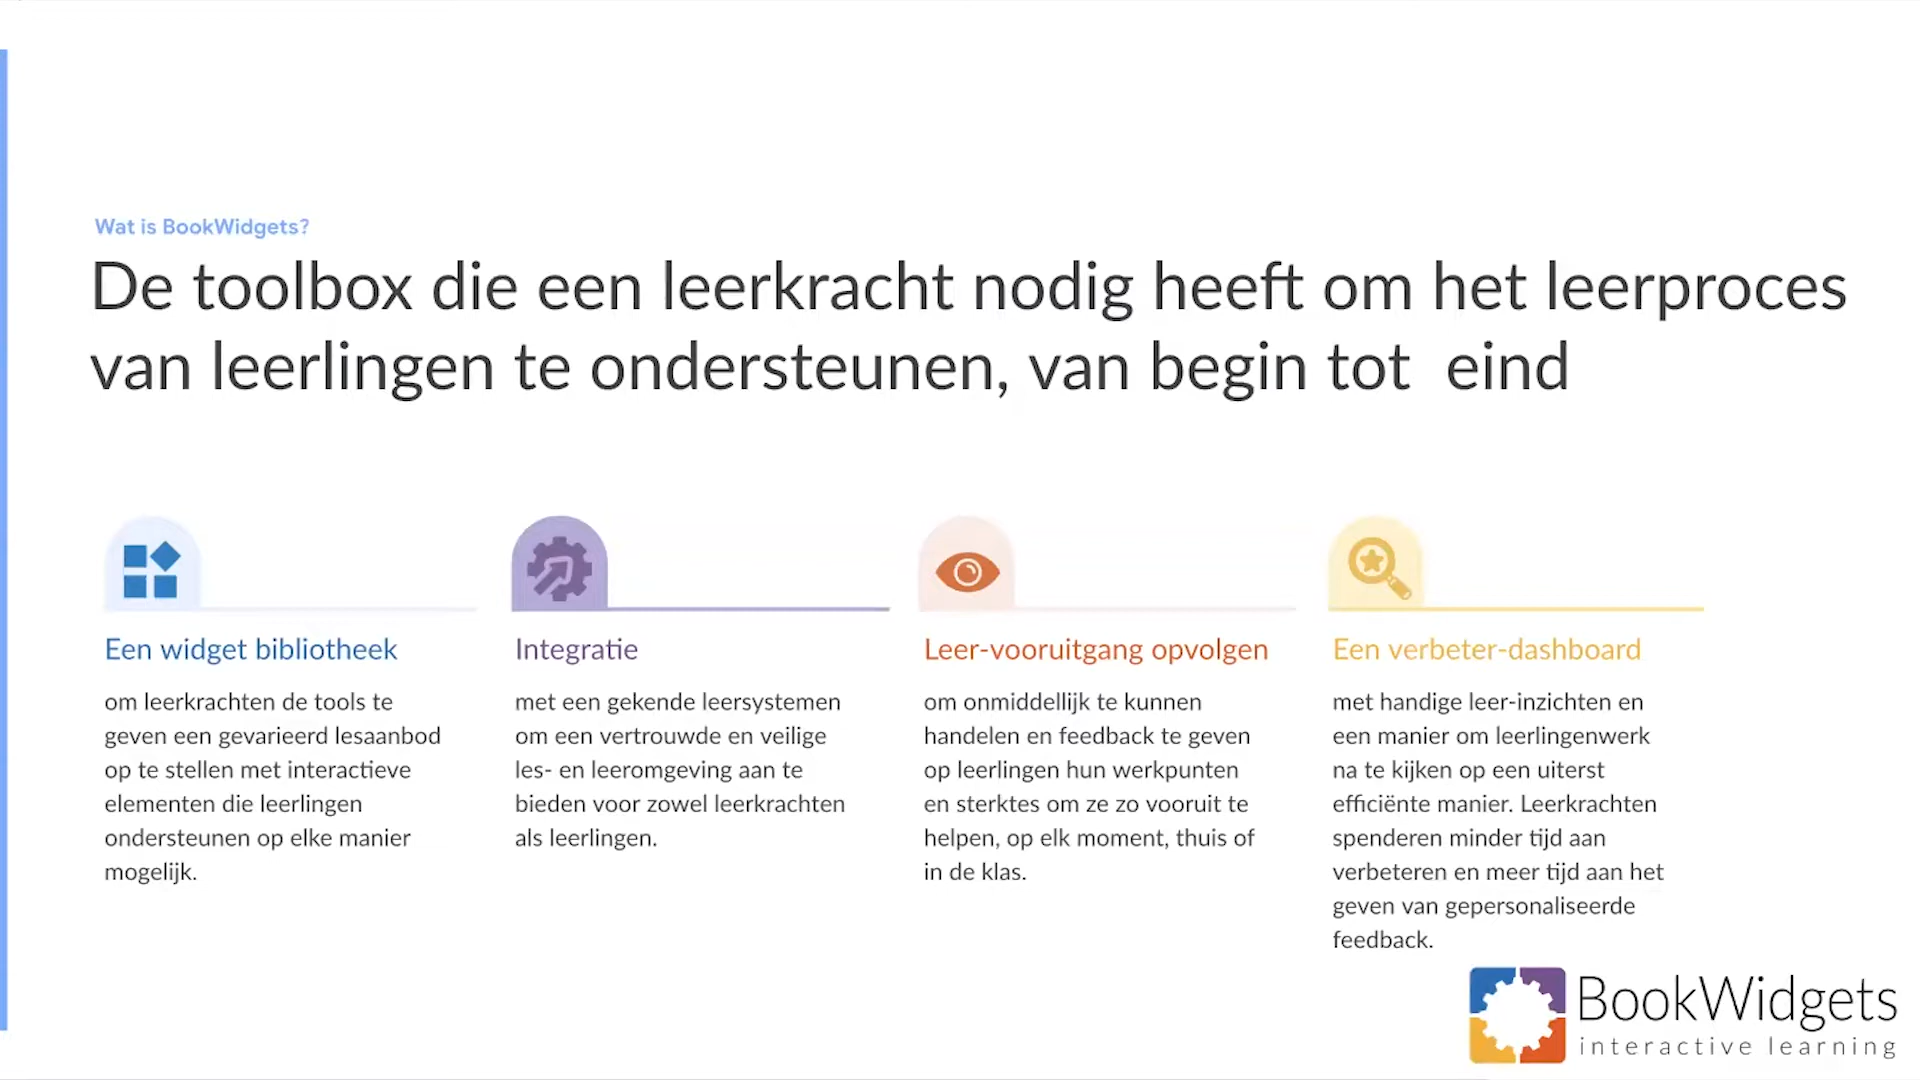 Wat is BookWidgets?
De toolbox die een leerkracht nodig heeft om het leerproces
van leerlingen te ondersteunen, van begin tot eind
Een widget bibliotheek
om leerkrachten de tools te
geven een gevarieerd lesaanbod
op te stellen met interactieve
elementen die leerlingen
ondersteunen op elke manier
mogelijk.
Integratie
met een gekende leersystemen
om een vertrouwde en veilige
les- en leeromgeving aan te
bieden voor zowel leerkrachten
als leerlingen.
Leer-vooruitgang opvolgen
om onmiddellijk te kunnen
handelen en feedback te geven
op leerlingen hun werkpunten
en sterktes om ze zo vooruit te
helpen, op elk moment, thuis of
in de klas.
Een verbeter-dashboard
met handige leer-inzichten en
een manier om leerlingenwerk
na te kijken op een uiterst
efficiënte manier. Leerkrachten
spenderen minder tijd aan
verbeteren en meer tijd aan het
geven van gepersonaliseerde
feedback.
BookWidgets
interactive learning